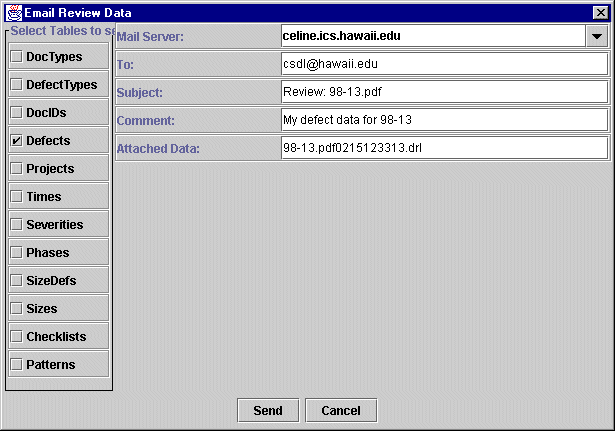 Email Review Data
Select Tables to se
Mail Server: celine.ics.hawaii.edu
To: csdl@hawaii.edu
Subject: Review: 98-13.pdf
Comment: My defect data for 98-13
Attached Data: 98-13.pdf0215123313.drl
DocTypes
DefectTypes
DocIDs
Defects
Projects
Times
Severities
Phases
SizeDefs
Sizes
Checklists
Patterns
Send Cancel